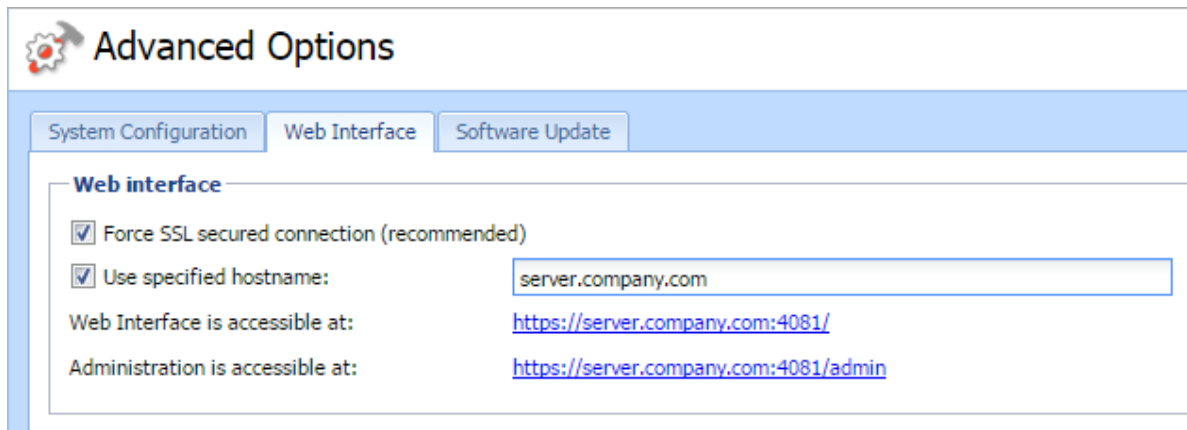 Advanced Options
System Configuration Web Interface Software Update
Web interface
Force SSL secured connection (recommended)
Use specified hostname: server.company.com
Web Interface is accessible at: https://server.company.com:4081/
Administration is accessible at: https://server.company.com:4081/admin